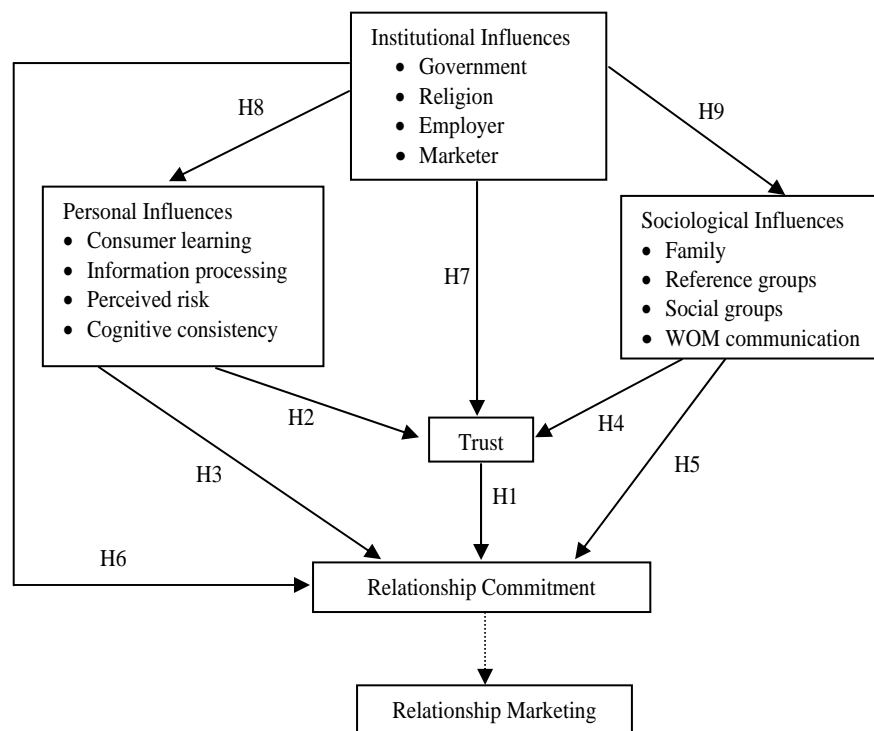 Institutional Influences
• Government
• Religion
• Employer
• Marketer
H8
H9
Personal Influences
• Consumer learning
• Information processing
• Perceived risk
• Cognitive consistency
Sociological Influences
• Family
• Reference groups
• Social groups
• WOM communication
H7
H2
Trust
H4
H3
H1
H5
H6
Relationship Commitment
Relationship Marketing